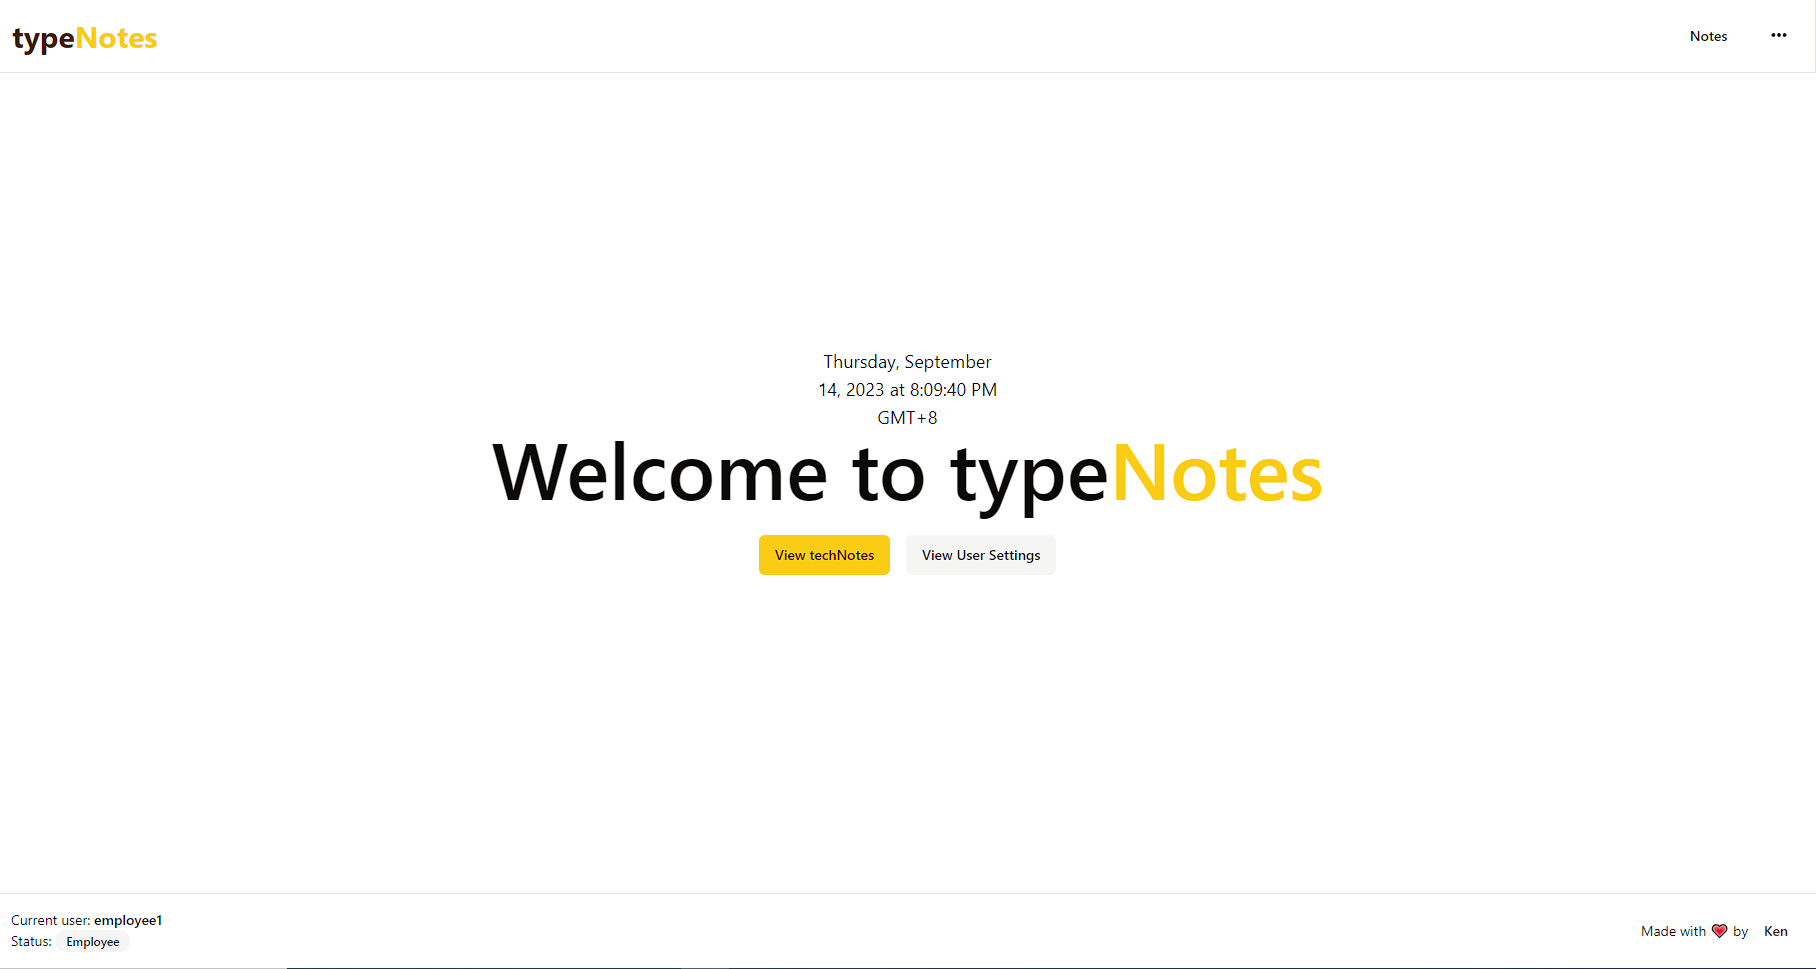 typeNotes
Notes
Thursday, September
14, 2023 at 8:09:40 PM
GMT+8
Welcome to typeNotes
View techNotes
View User Settings
Current user: employee1
Status: Employee
Made with ❤️ by Ken